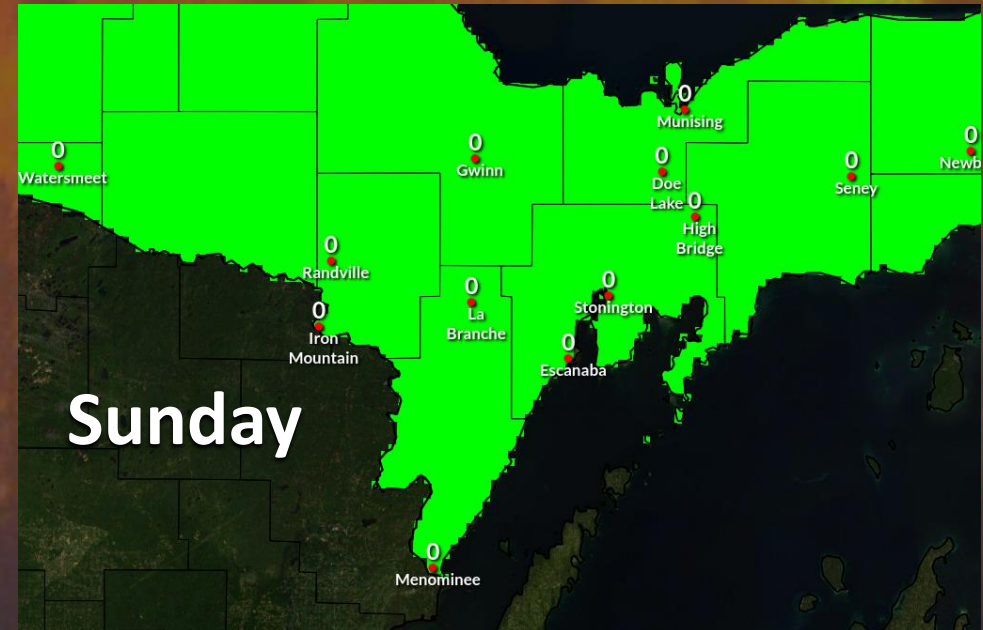 0
Munising
0
Newb
0
Watersmeet
0
Gwinn
0
Doe
Lake
0
Seney
0
High
Bridge
0
Randville
0
Stonington
0
La
Branche
0
Iron
Mountain
0
Escanaba
Sunday
0
Menominee